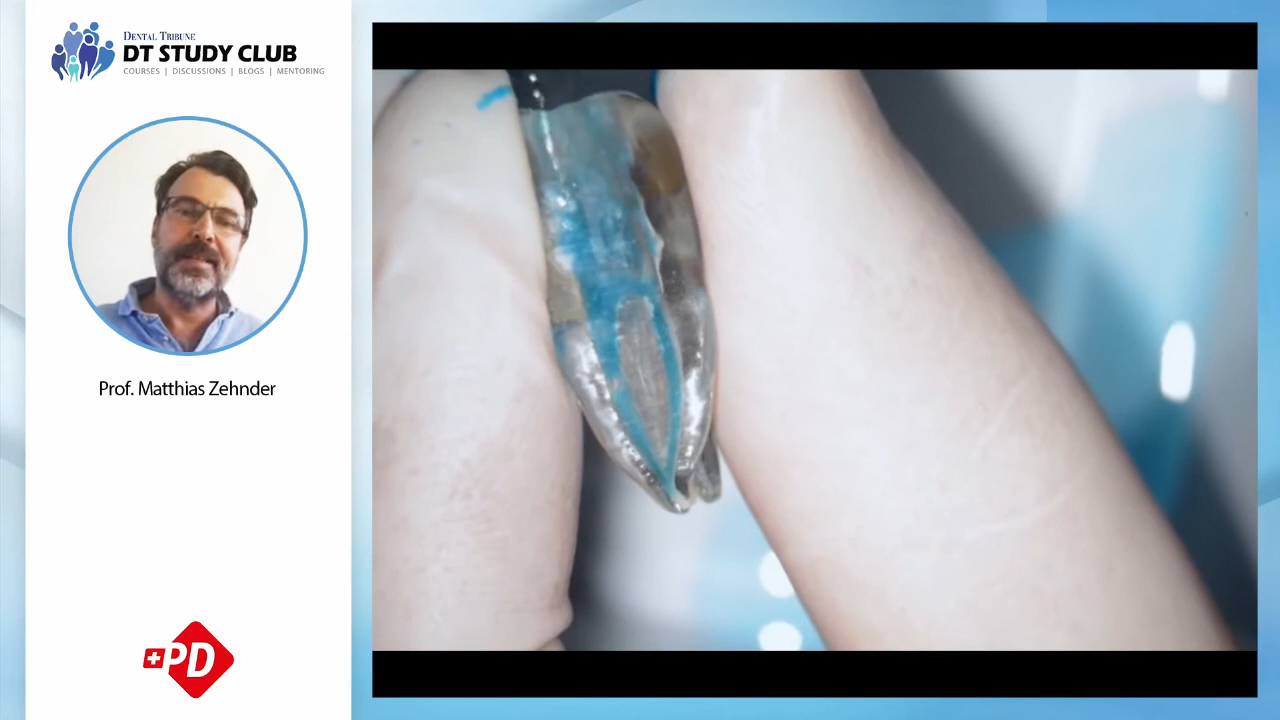 DENTAL TRIBUNE
DT STUDY CLUB
COURSES | DISCUSSIONS | BLOGS | MENTORING
Prof. Matthias Zehnder
PD